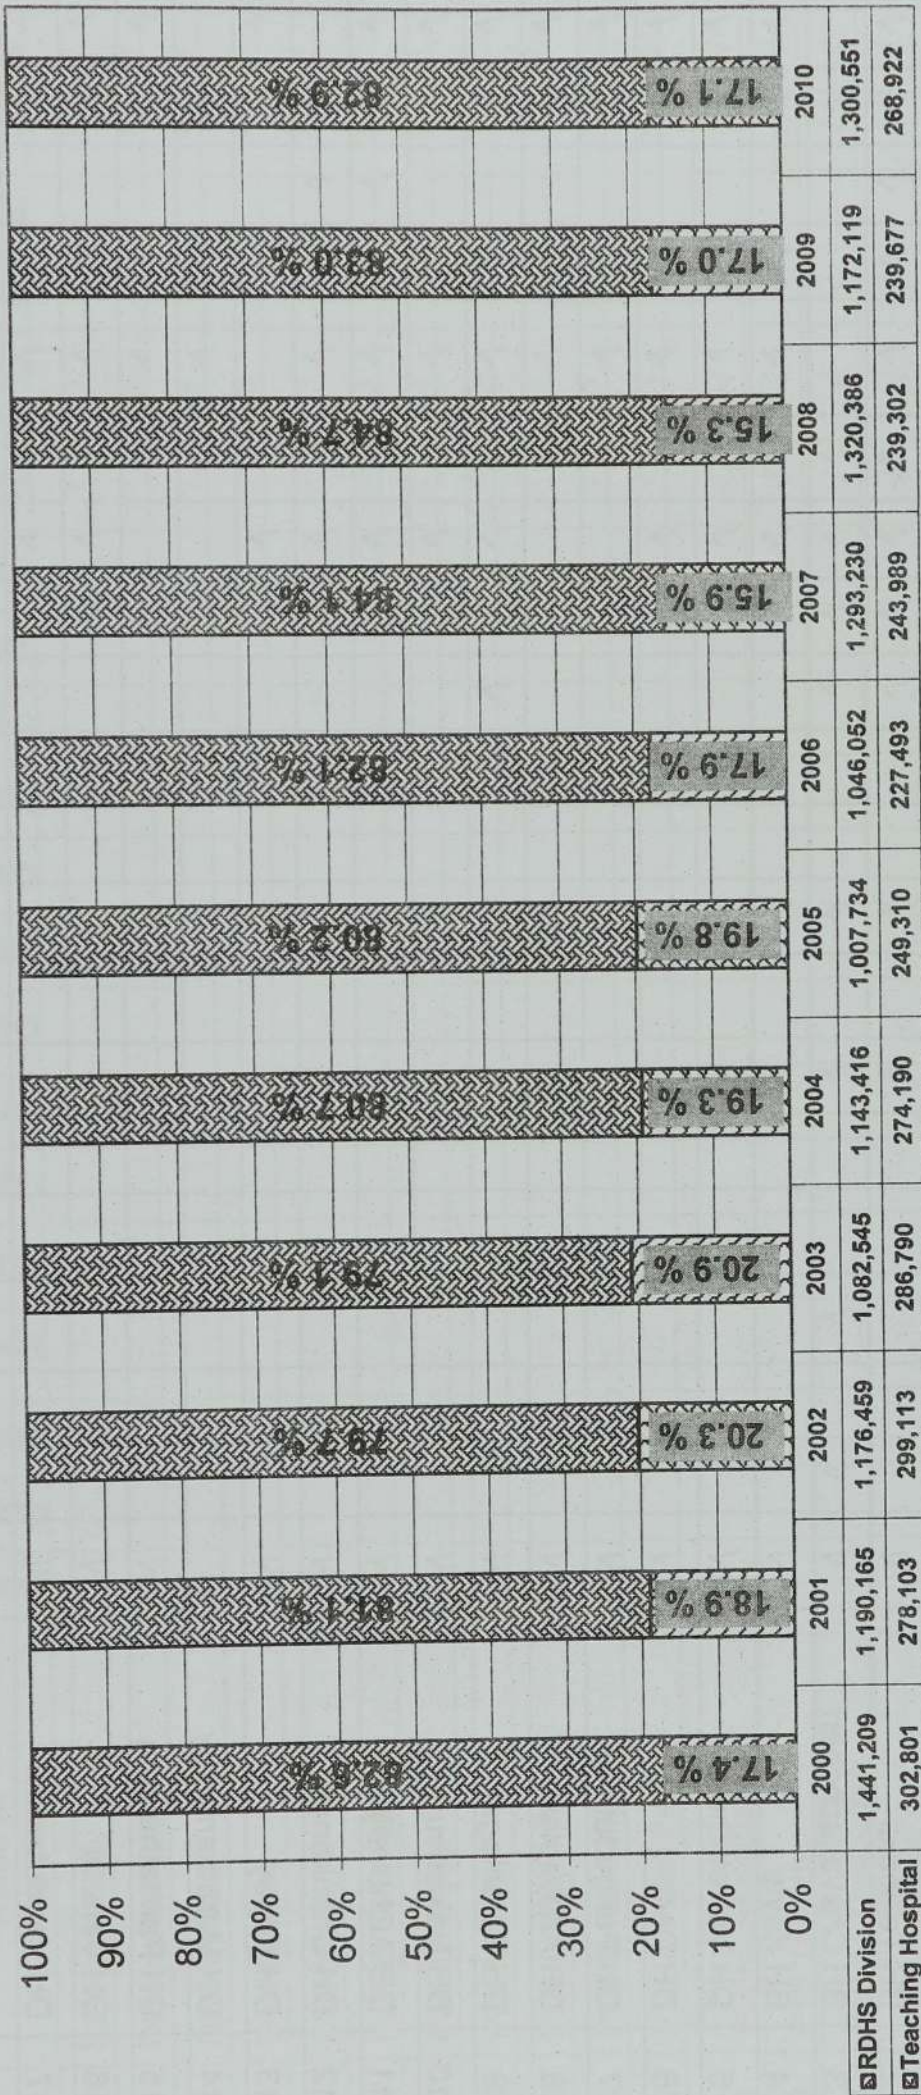 100%
90%
80%
70%
60%
50%
40%
30%
20%
10%
0%
82.6 % 81.1 % 79.7 % 79.1 % 80.7 % 80.2 % 82.1 % 84.1 % 84.7 % 83.0 % 82.9 %
17.4 % 18.9 % 20.3 % 20.9 % 19.3 % 19.8 % 17.9 % 15.9 % 15.3 % 17.0 % 17.1 %
2000 2001 2002 2003 2004 2005 2006 2007 2008 2009 2010
RDHS Division 1,441,209 1,190,165 1,176,459 1,082,545 1,143,416 1,007,734 1,046,052 1,293,230 1,320,386 1,172,119 1,300,551
Teaching Hospital 302,801 278,103 299,113 286,790 274,190 249,310 227,493 243,989 239,302 239,677 268,922